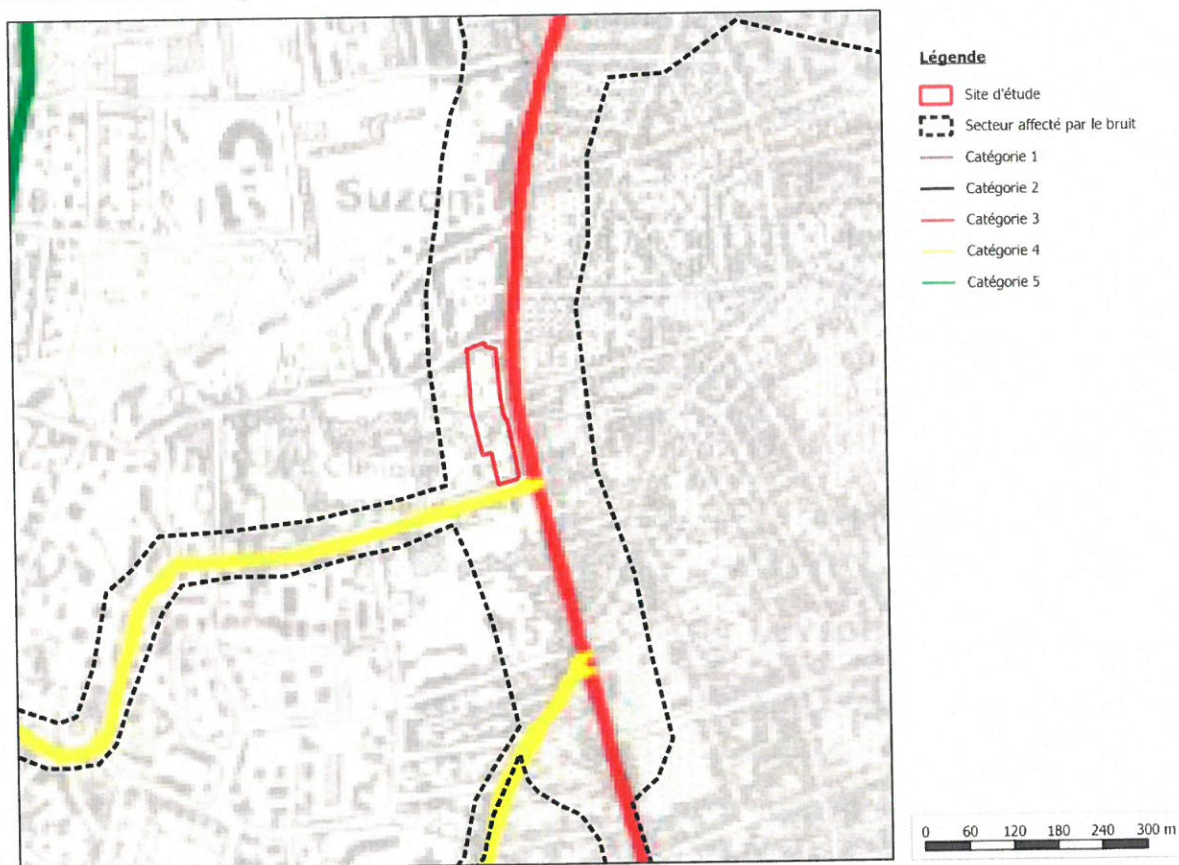 Suzon
Légende
Site d'étude
Secteur affecté par le bruit
Catégorie 1
Catégorie 2
Catégorie 3
Catégorie 4
Catégorie 5
0 60 120 180 240 300 m